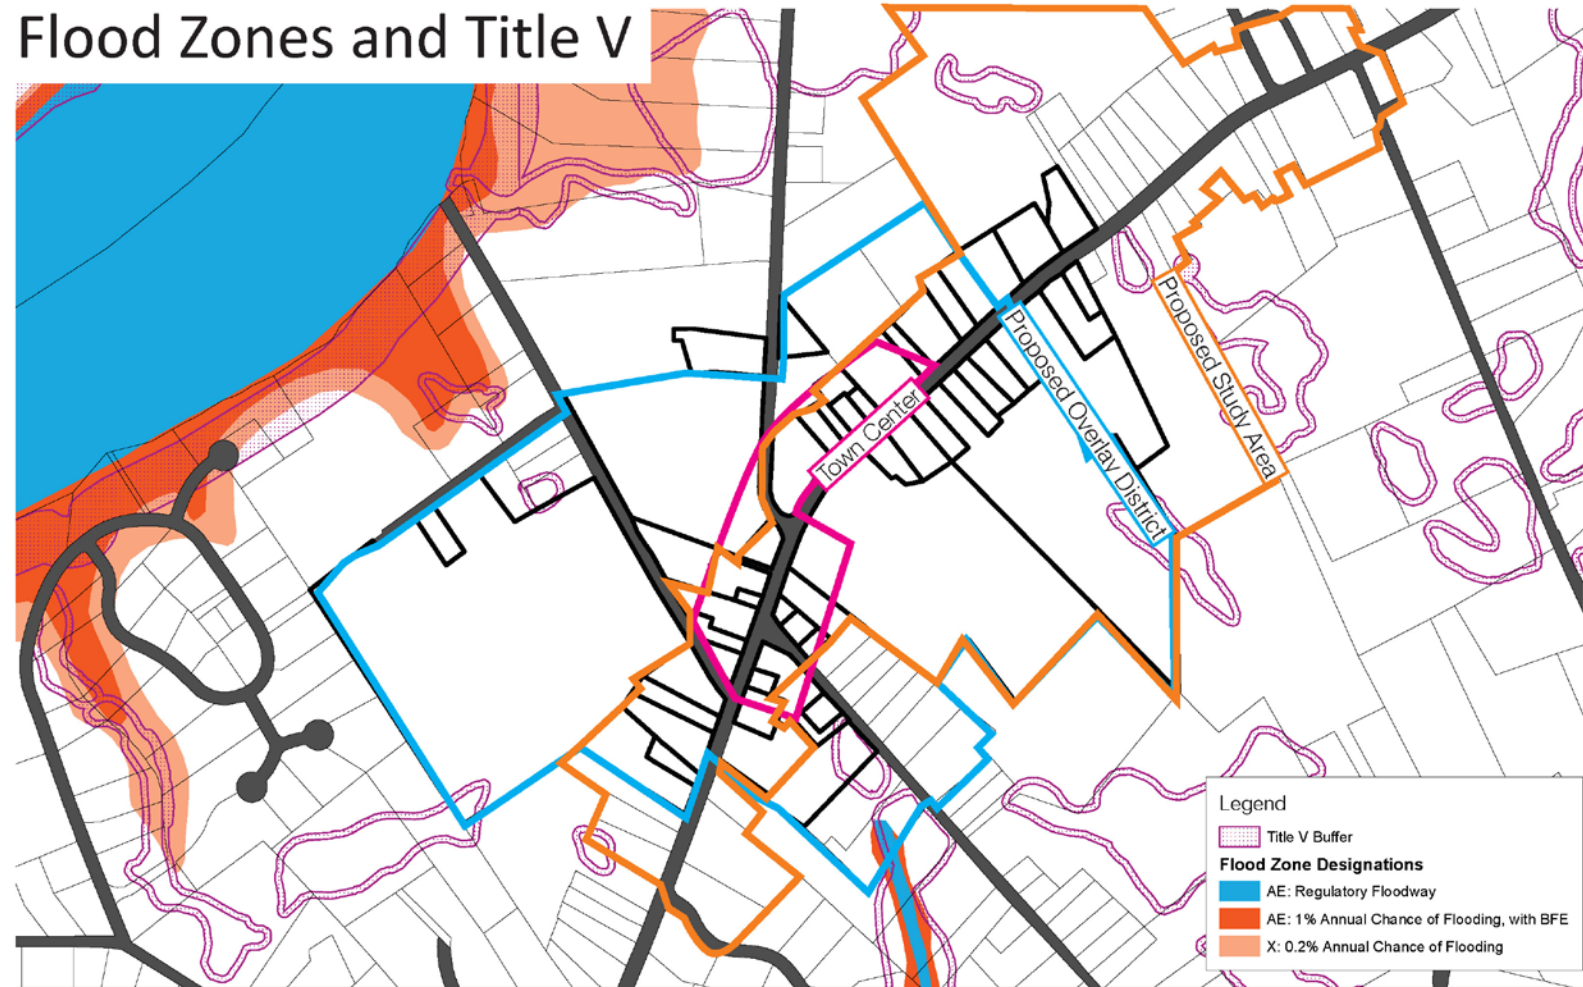 Flood Zones and Title V
Proposed Study Area
Proposed Overlay District
Town Center
Legend
Title V Buffer
Flood Zone Designations
AE: Regulatory Floodway
AE: 1% Annual Chance of Flooding, with BFE
X: 0.2% Annual Chance of Flooding